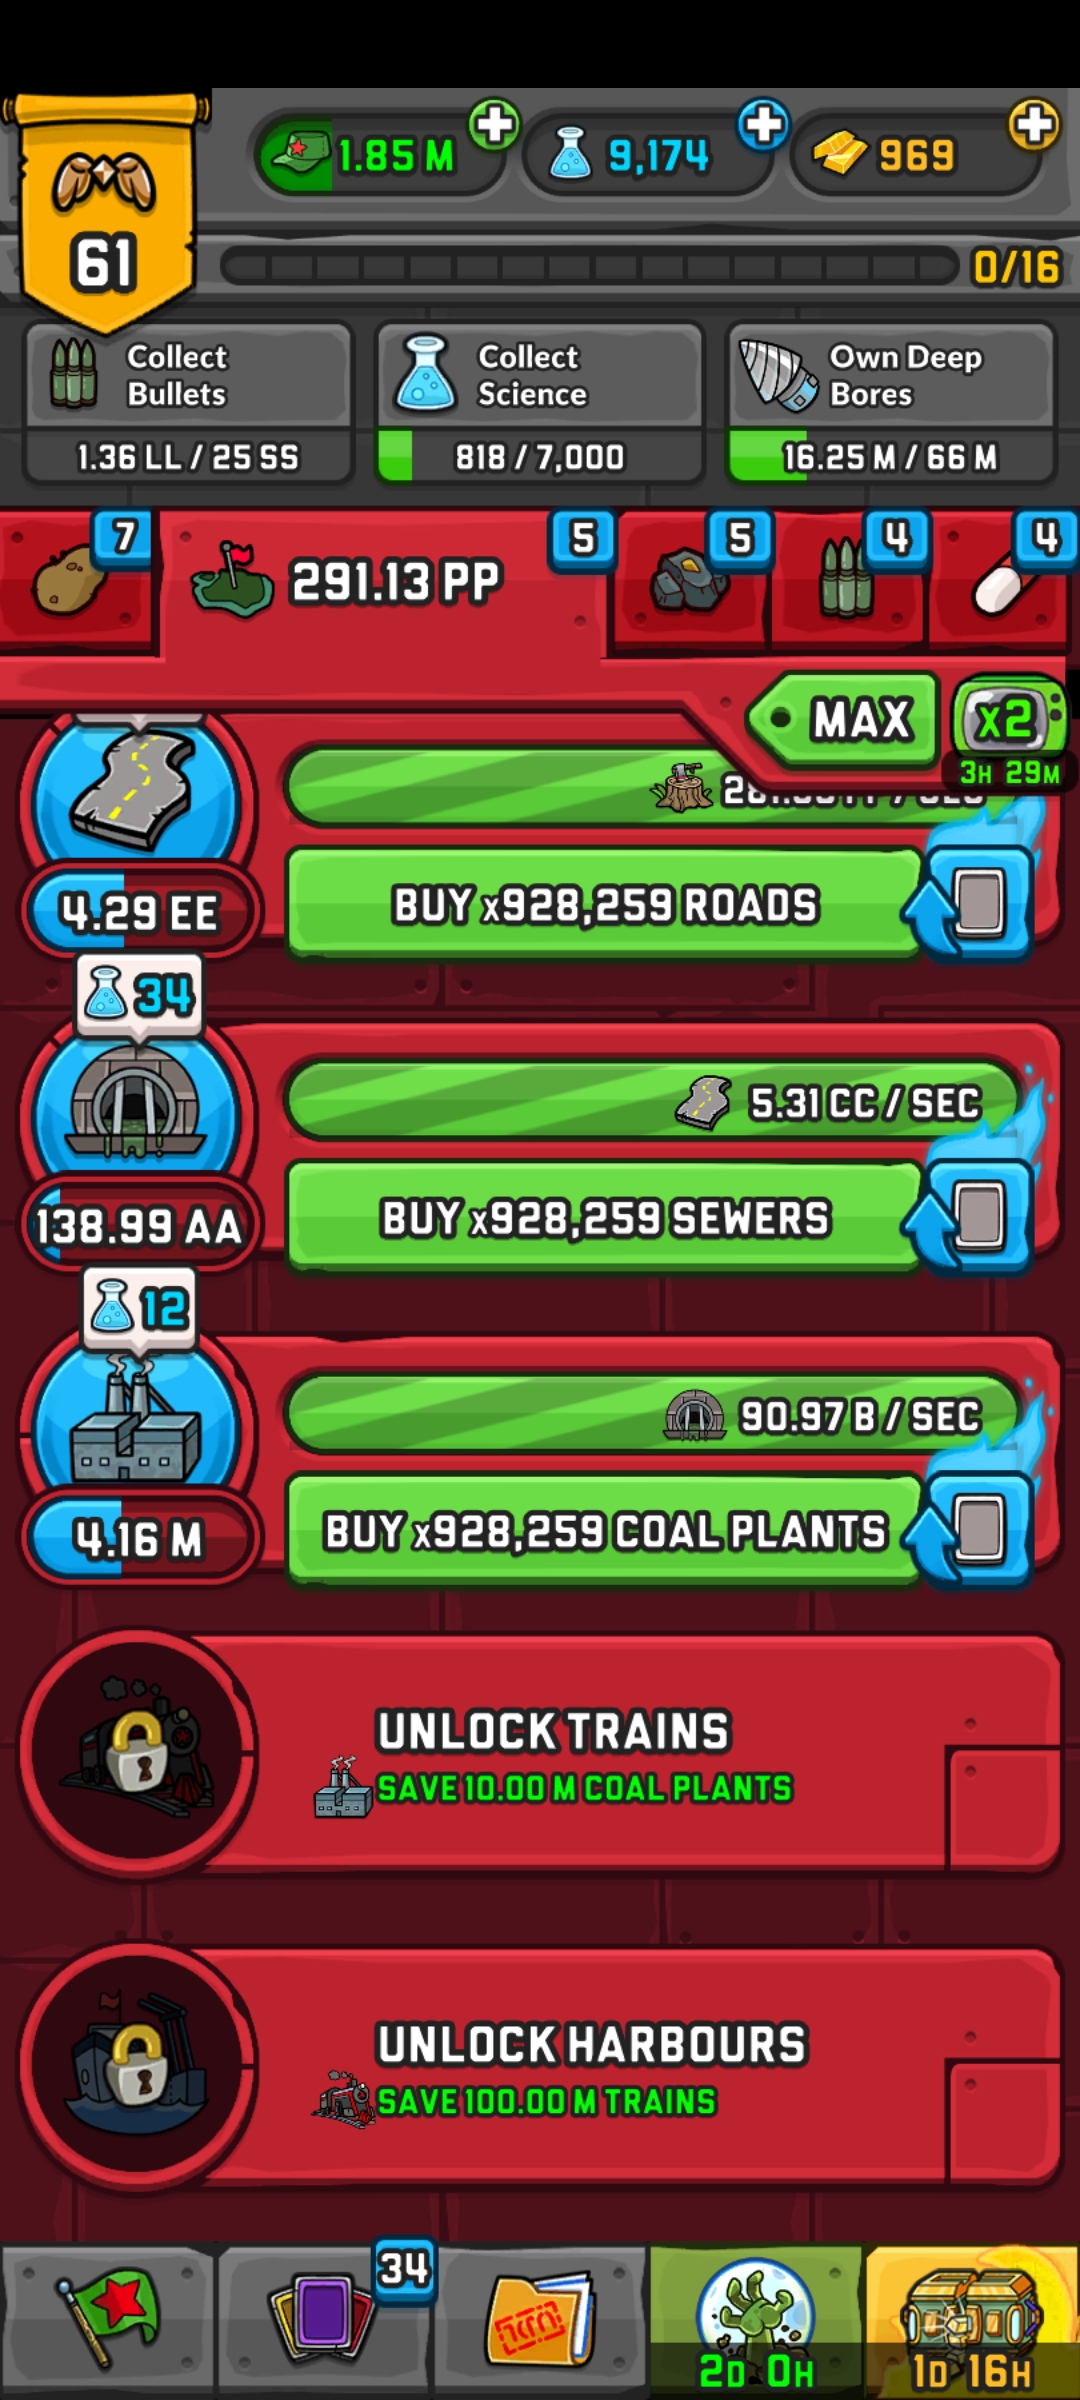 1.85 M
9,174
969
61
0/16
Collect
Bullets
1.36 LL / 25 SS
Collect
Science
818 / 7,000
Own Deep
Bores
16.25 M / 66 M
7
291.13 PP
5
5
4
4
MAX
x2
3H 29M
/ SEC
4.29 EE
BUY x928,259 ROADS
34
5.31 CC / SEC
138.99 AA
BUY x928,259 SEWERS
12
90.97 B / SEC
4.16 M
BUY x928,259 COAL PLANTS
UNLOCK TRAINS
SAVE 10.00 M COAL PLANTS
UNLOCK HARBOURS
SAVE 100.00 M TRAINS
34
2D 0H
1D 16H